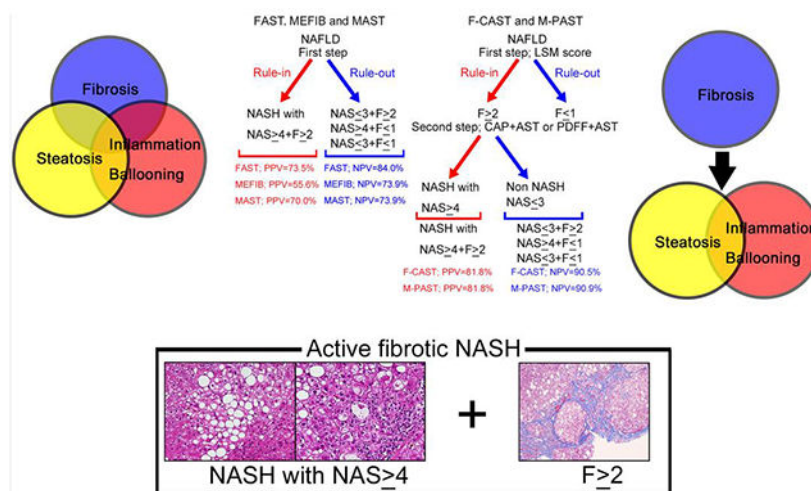 Fibrosis
Steatosis
Inflammation
Ballooning
FAST, MEFIB and MAST
NAFLD
First step
Rule-in
Rule-out
NASH with
NAS≥4+F≥2
NAS≤3+F≥2
NAS≥4+F≤1
NAS≤3+F≤1
FAST; PPV=73.5%
MEFIB; PPV=55.6%
MAST; PPV=70.0%
FAST; NPV=84.0%
MEFIB; NPV=73.9%
MAST; NPV=73.9%
F-CAST and M-PAST
NAFLD
First step; LSM score
Rule-in
Rule-out
F≥2
F≤1
Second step; CAP+AST or PDFF+AST
NASH with
NAS≥4
NASH with
NAS≥4+F≥2
Non NASH
NAS≤3
NAS≤3+F≥2
NAS≥4+F≤1
NAS≤3+F≤1
F-CAST; PPV=81.8%
M-PAST; PPV=81.8%
F-CAST; NPV=90.5%
M-PAST; NPV=90.9%
Fibrosis
Steatosis
Inflammation
Ballooning
Active fibrotic NASH
+
NASH with NAS≥4
F≥2